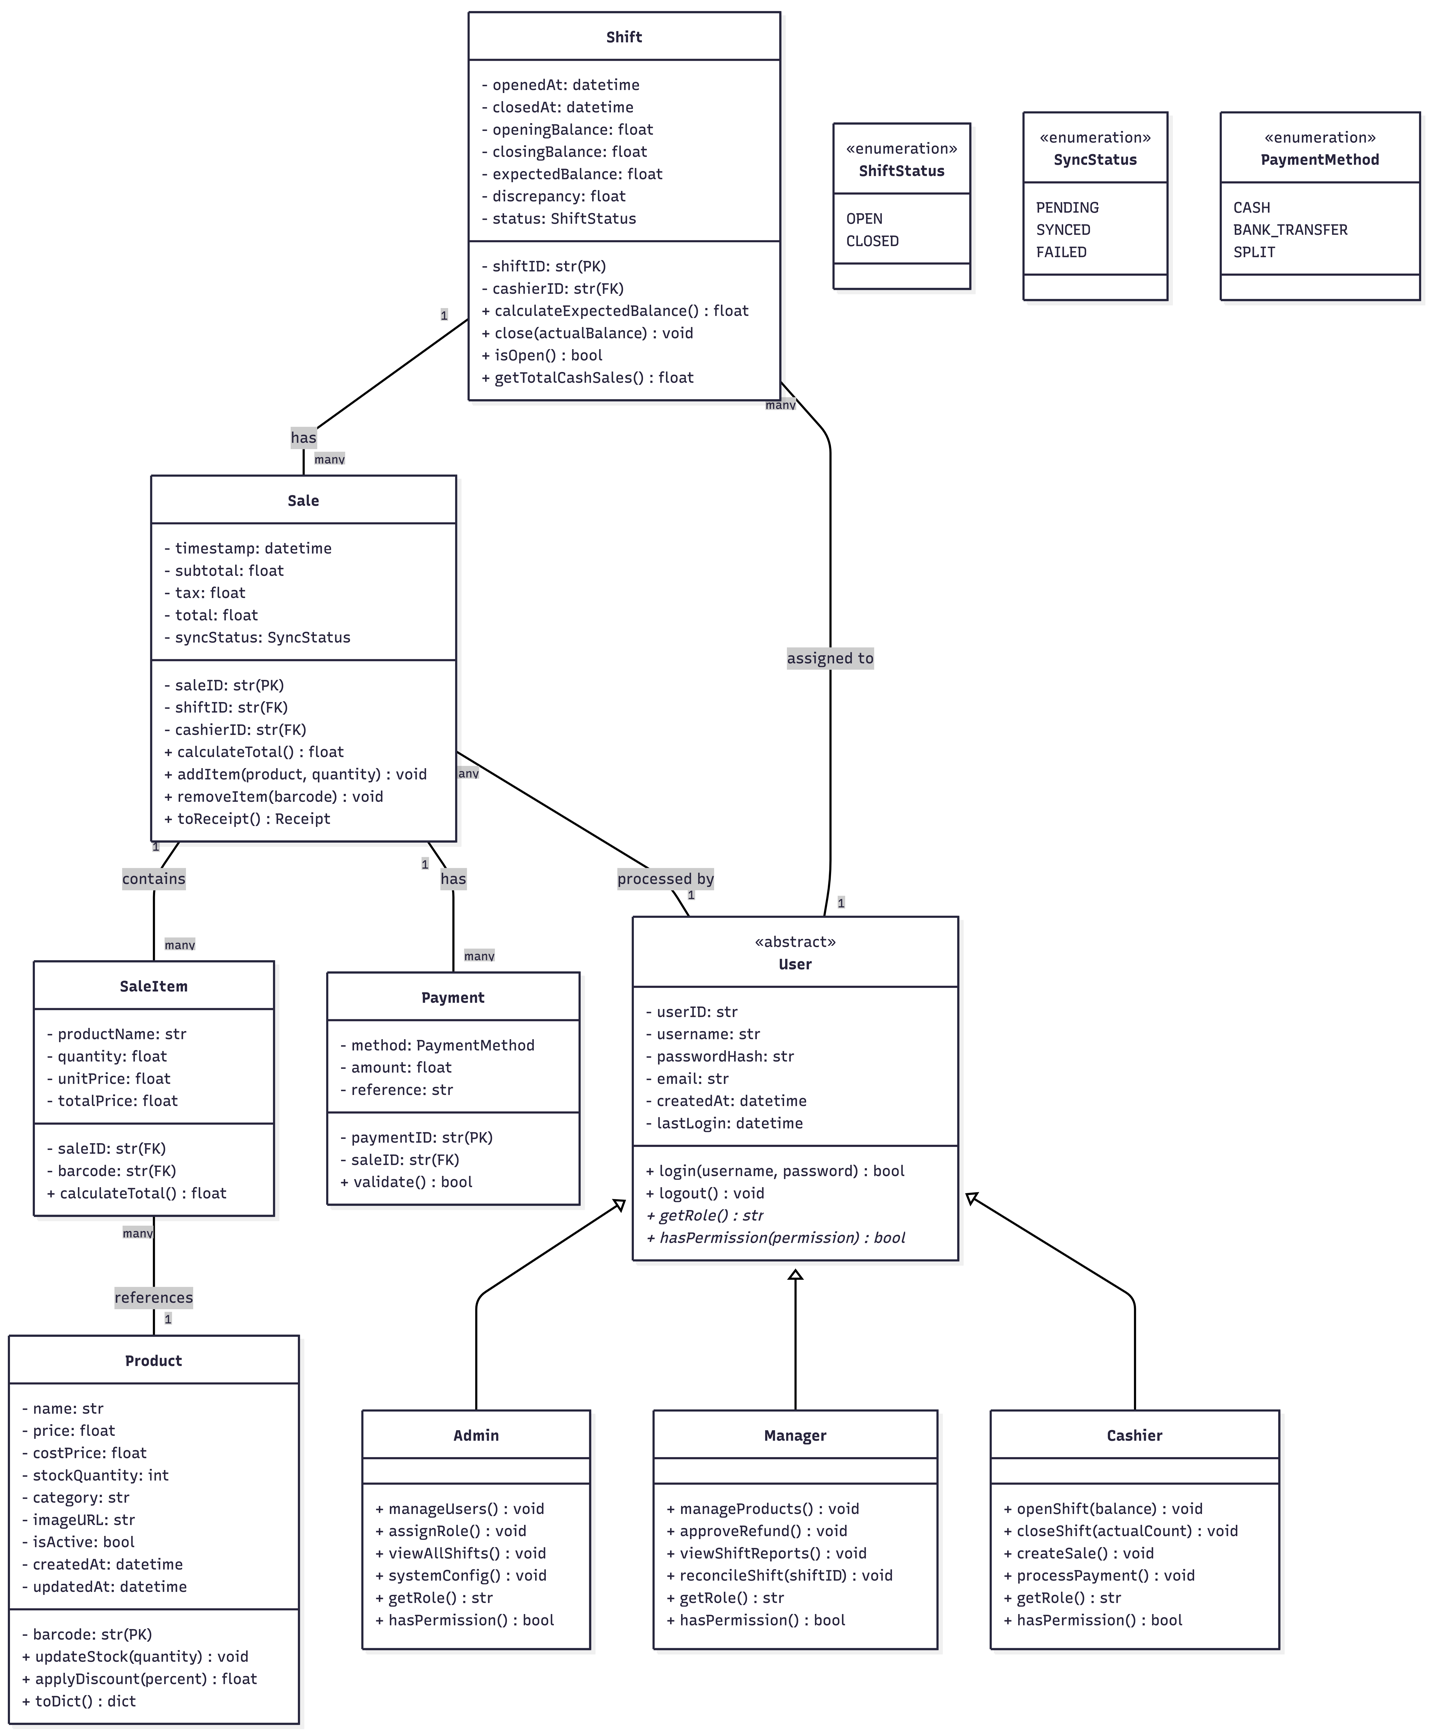 Shift
- openedAt: datetime
- closedAt: datetime
- openingBalance: float
- closingBalance: float
- expectedBalance: float
- discrepancy: float
- status: ShiftStatus
- shiftID: str(PK)
- cashierID: str(FK)
+ calculateExpectedBalance() : float
+ close(actualBalance) : void
+ isOpen() : bool
+ getTotalCashSales() : float
«enumeration»
ShiftStatus
OPEN
CLOSED
«enumeration»
SyncStatus
PENDING
SYNCED
FAILED
«enumeration»
PaymentMethod
CASH
BANK_TRANSFER
SPLIT
1
has
many
many
assigned to
1
Sale
- timestamp: datetime
- subtotal: float
- tax: float
- total: float
- syncStatus: SyncStatus
- saleID: str(PK)
- shiftID: str(FK)
- cashierID: str(FK)
+ calculateTotal() : float
+ addItem(product, quantity) : void
+ removeItem(barcode) : void
+ toReceipt() : Receipt
any
processed by
1
1
contains
many
1
has
many
SaleItem
- productName: str
- quantity: float
- unitPrice: float
- totalPrice: float
- saleID: str(FK)
- barcode: str(FK)
+ calculateTotal() : float
Payment
- method: PaymentMethod
- amount: float
- reference: str
- paymentID: str(PK)
- saleID: str(FK)
+ validate() : bool
«abstract»
User
- userID: str
- username: str
- passwordHash: str
- email: str
- createdAt: datetime
- lastLogin: datetime
+ login(username, password) : bool
+ logout() : void
+ getRole() : str
+ hasPermission(permission) : bool
many
references
1
Product
- name: str
- price: float
- costPrice: float
- stockQuantity: int
- category: str
- imageURL: str
- isActive: bool
- createdAt: datetime
- updatedAt: datetime
- barcode: str(PK)
+ updateStock(quantity) : void
+ applyDiscount(percent) : float
+ toDict() : dict
Admin
+ manageUsers() : void
+ assignRole() : void
+ viewAllShifts() : void
+ systemConfig() : void
+ getRole() : str
+ hasPermission() : bool
Manager
+ manageProducts() : void
+ approveRefund() : void
+ viewShiftReports() : void
+ reconcileShift(shiftID) : void
+ getRole() : str
+ hasPermission() : bool
Cashier
+ openShift(balance) : void
+ closeShift(actualCount) : void
+ createSale() : void
+ processPayment() : void
+ getRole() : str
+ hasPermission() : bool